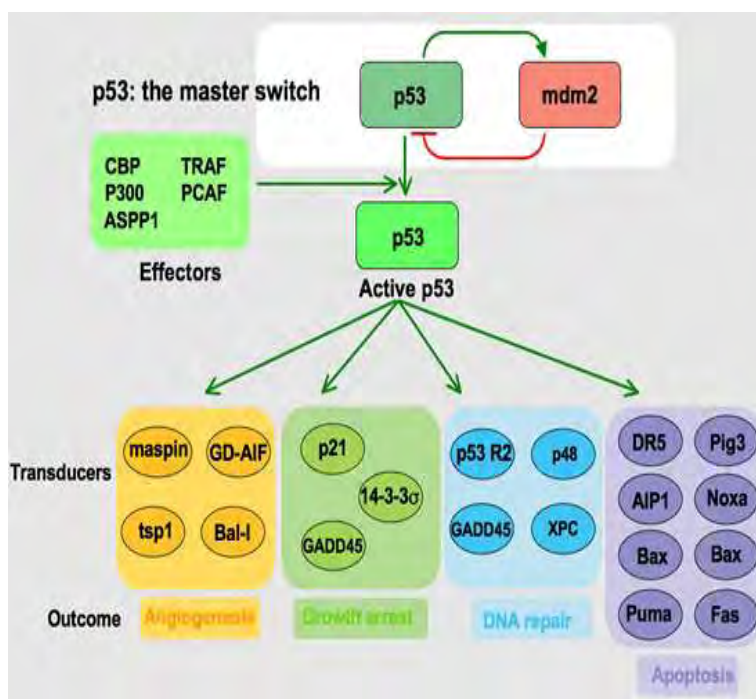 p53: the master switch
p53
mdm2
CBP TRAF
P300 PCAF
ASPP1
Effectors
p53
Active p53
Transducers
maspin GD-AIF
tsp1 Bal-I
p21
14-3-3σ
GADD45
p53 R2 p48
GADD45 XPC
DR5 Pig3
AIP1 Noxa
Bax Bax
Puma Fas
Outcome
Angiogenesis
Growth arrest
DNA repair
Apoptosis